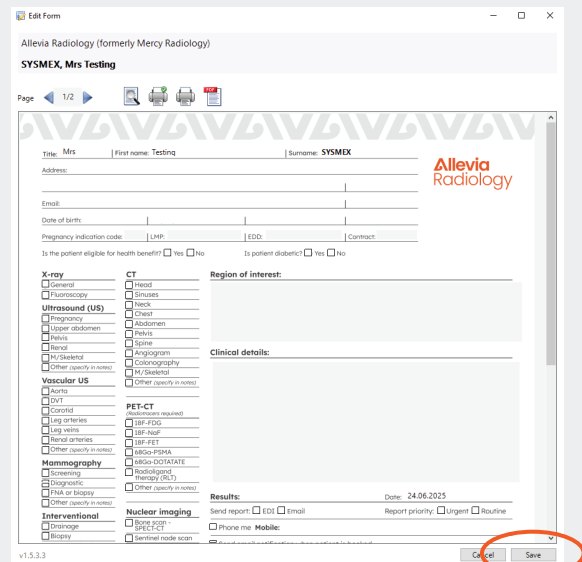 Edit Form
Allevia Radiology (formerly Mercy Radiology)
SYSMEX, Mrs Testing
Page 1/2
PDF
Title: Mrs First name: Testing Surname: SYSMEX
Allevia
Radiology
Address:
Email:
Date of birth:
Pregnancy indication code: LMP: EDD: Contract:
Is the patient eligible for health benefit? Yes No Is patient diabetic? Yes No
X-ray
General
Fluoroscopy
Ultrasound (US)
Pregnancy
Upper abdomen
Pelvis
Renal
M/Skeletal
Other (specify in notes)
Vascular US
Aorta
DVT
Carotid
Leg arteries
Leg veins
Renal arteries
Other (specify in notes)
Mammography
Screening
Diagnostic
FNA or biopsy
Other (specify in notes)
Interventional
Drainage
Biopsy
CT
Head
Sinuses
Neck
Chest
Abdomen
Pelvis
Spine
Angiogram
Colonography
M/Skeletal
Other (specify in notes)
PET-CT
(Radiotracers required)
18F-FDG
18F-NaF
18F-FET
68Ga-PSMA
68Ga-DOTATATE
Radioligand
therapy (RLT)
Other (specify in notes)
Nuclear imaging
Bone scan -
SPECT-CT
Sentinel node scan
Region of interest:
Clinical details:
Results: Date: 24.06.2025
Send report: EDI Email Report priority: Urgent Routine
Phone me Mobile:
v1.5.3.3
Cancel Save